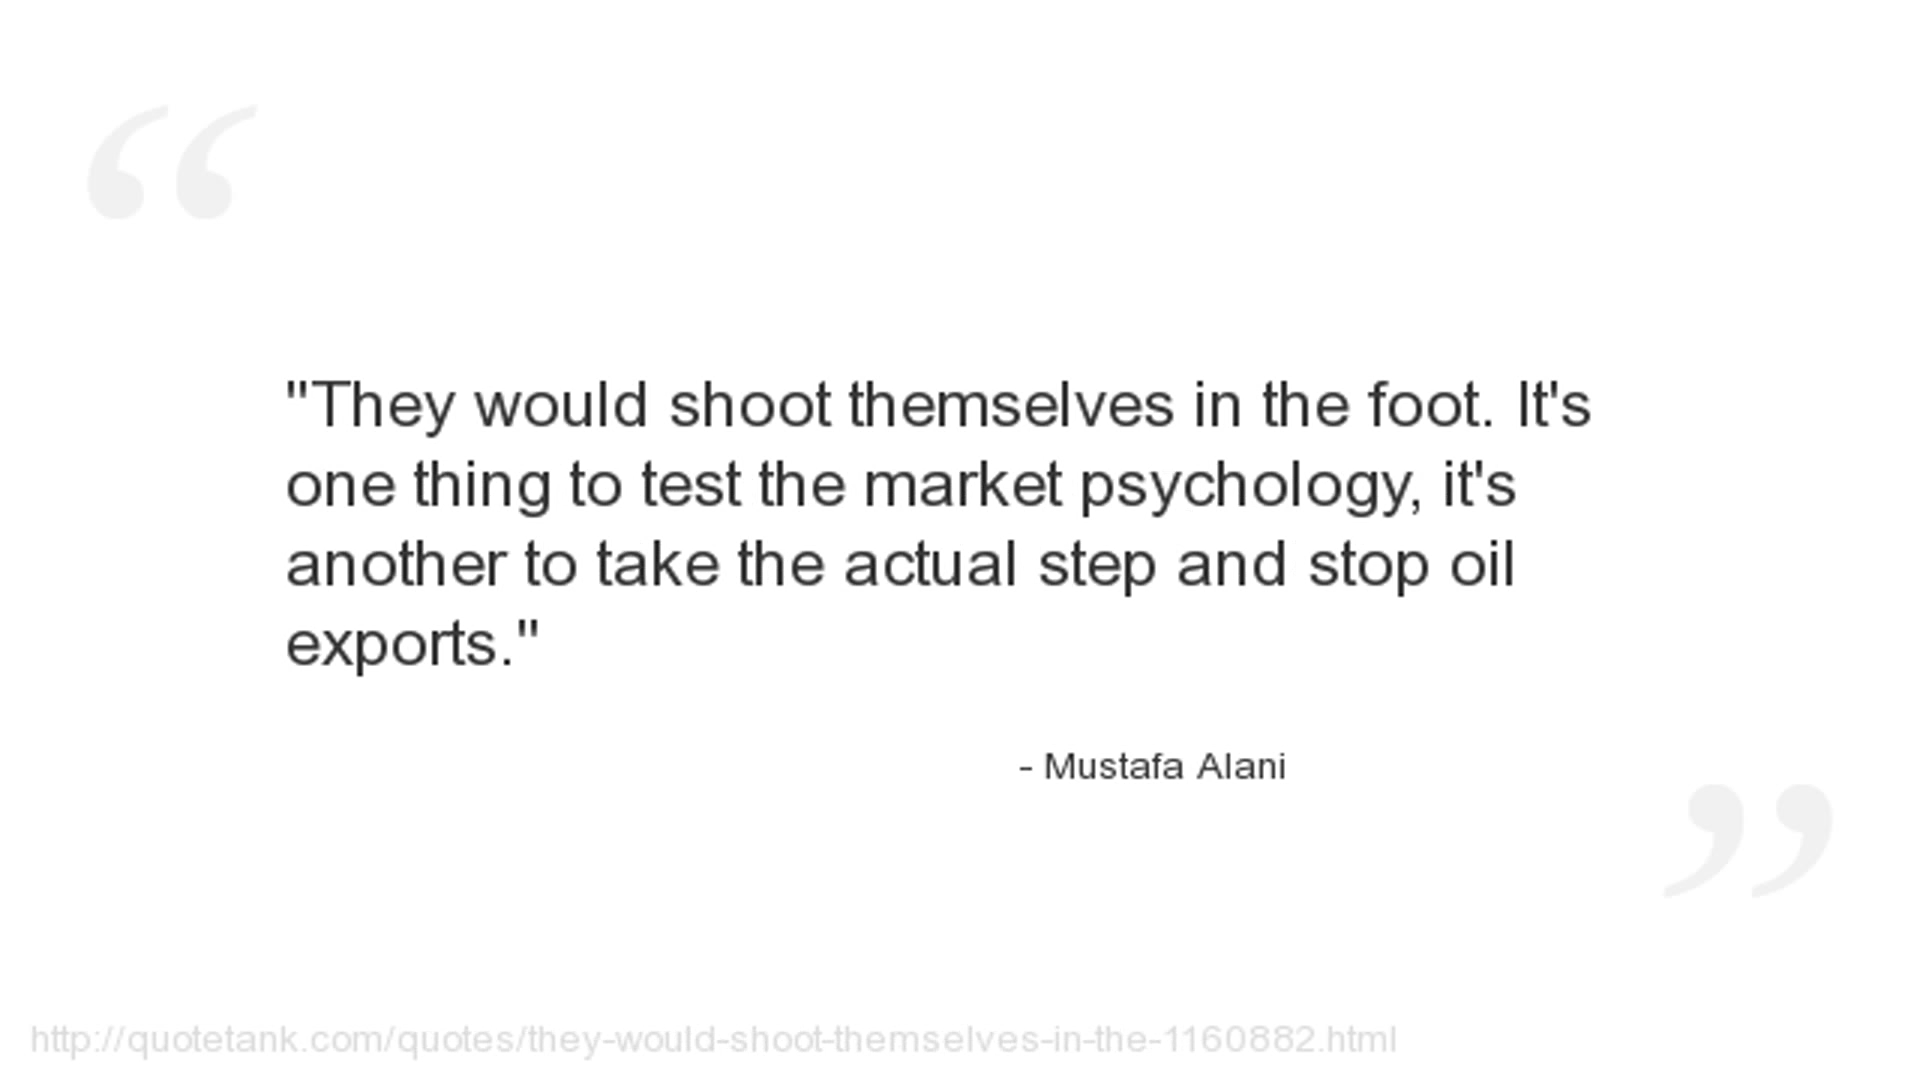 "They would shoot themselves in the foot. It's
one thing to test the market psychology, it's
another to take the actual step and stop oil
exports."
- Mustafa Alani
http://quotetank.com/quotes/they-would-shoot-themselves-in-the-1160882.html